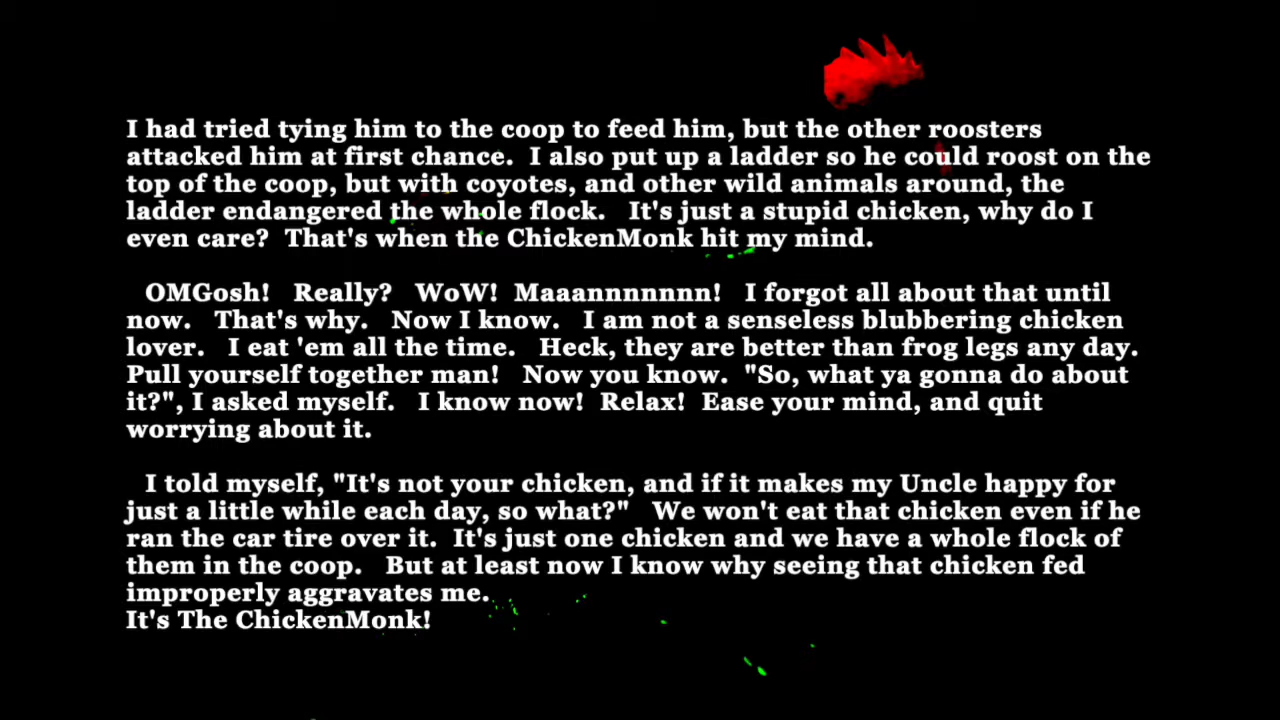 I had tried tying him to the coop to feed him, but the other roosters
attacked him at first chance.  I also put up a ladder so he could roost on the
top of the coop, but with coyotes, and other wild animals around, the
ladder endangered the whole flock.   It's just a stupid chicken, why do I
even care?  That's when the ChickenMonk hit my mind.
OMGosh!   Really?   WoW!  Maaannnnnnn!   I forgot all about that until
now.   That's why.   Now I know.   I am not a senseless blubbering chicken
lover.   I eat 'em all the time.   Heck, they are better than frog legs any day.
Pull yourself together man!   Now you know.  "So, what ya gonna do about
it?", I asked myself.   I know now!  Relax!  Ease your mind, and quit
worrying about it.
I told myself, "It's not your chicken, and if it makes my Uncle happy for
just a little while each day, so what?"   We won't eat that chicken even if he
ran the car tire over it.  It's just one chicken and we have a whole flock of
them in the coop.   But at least now I know why seeing that chicken fed
improperly aggravates me.
It's The ChickenMonk!